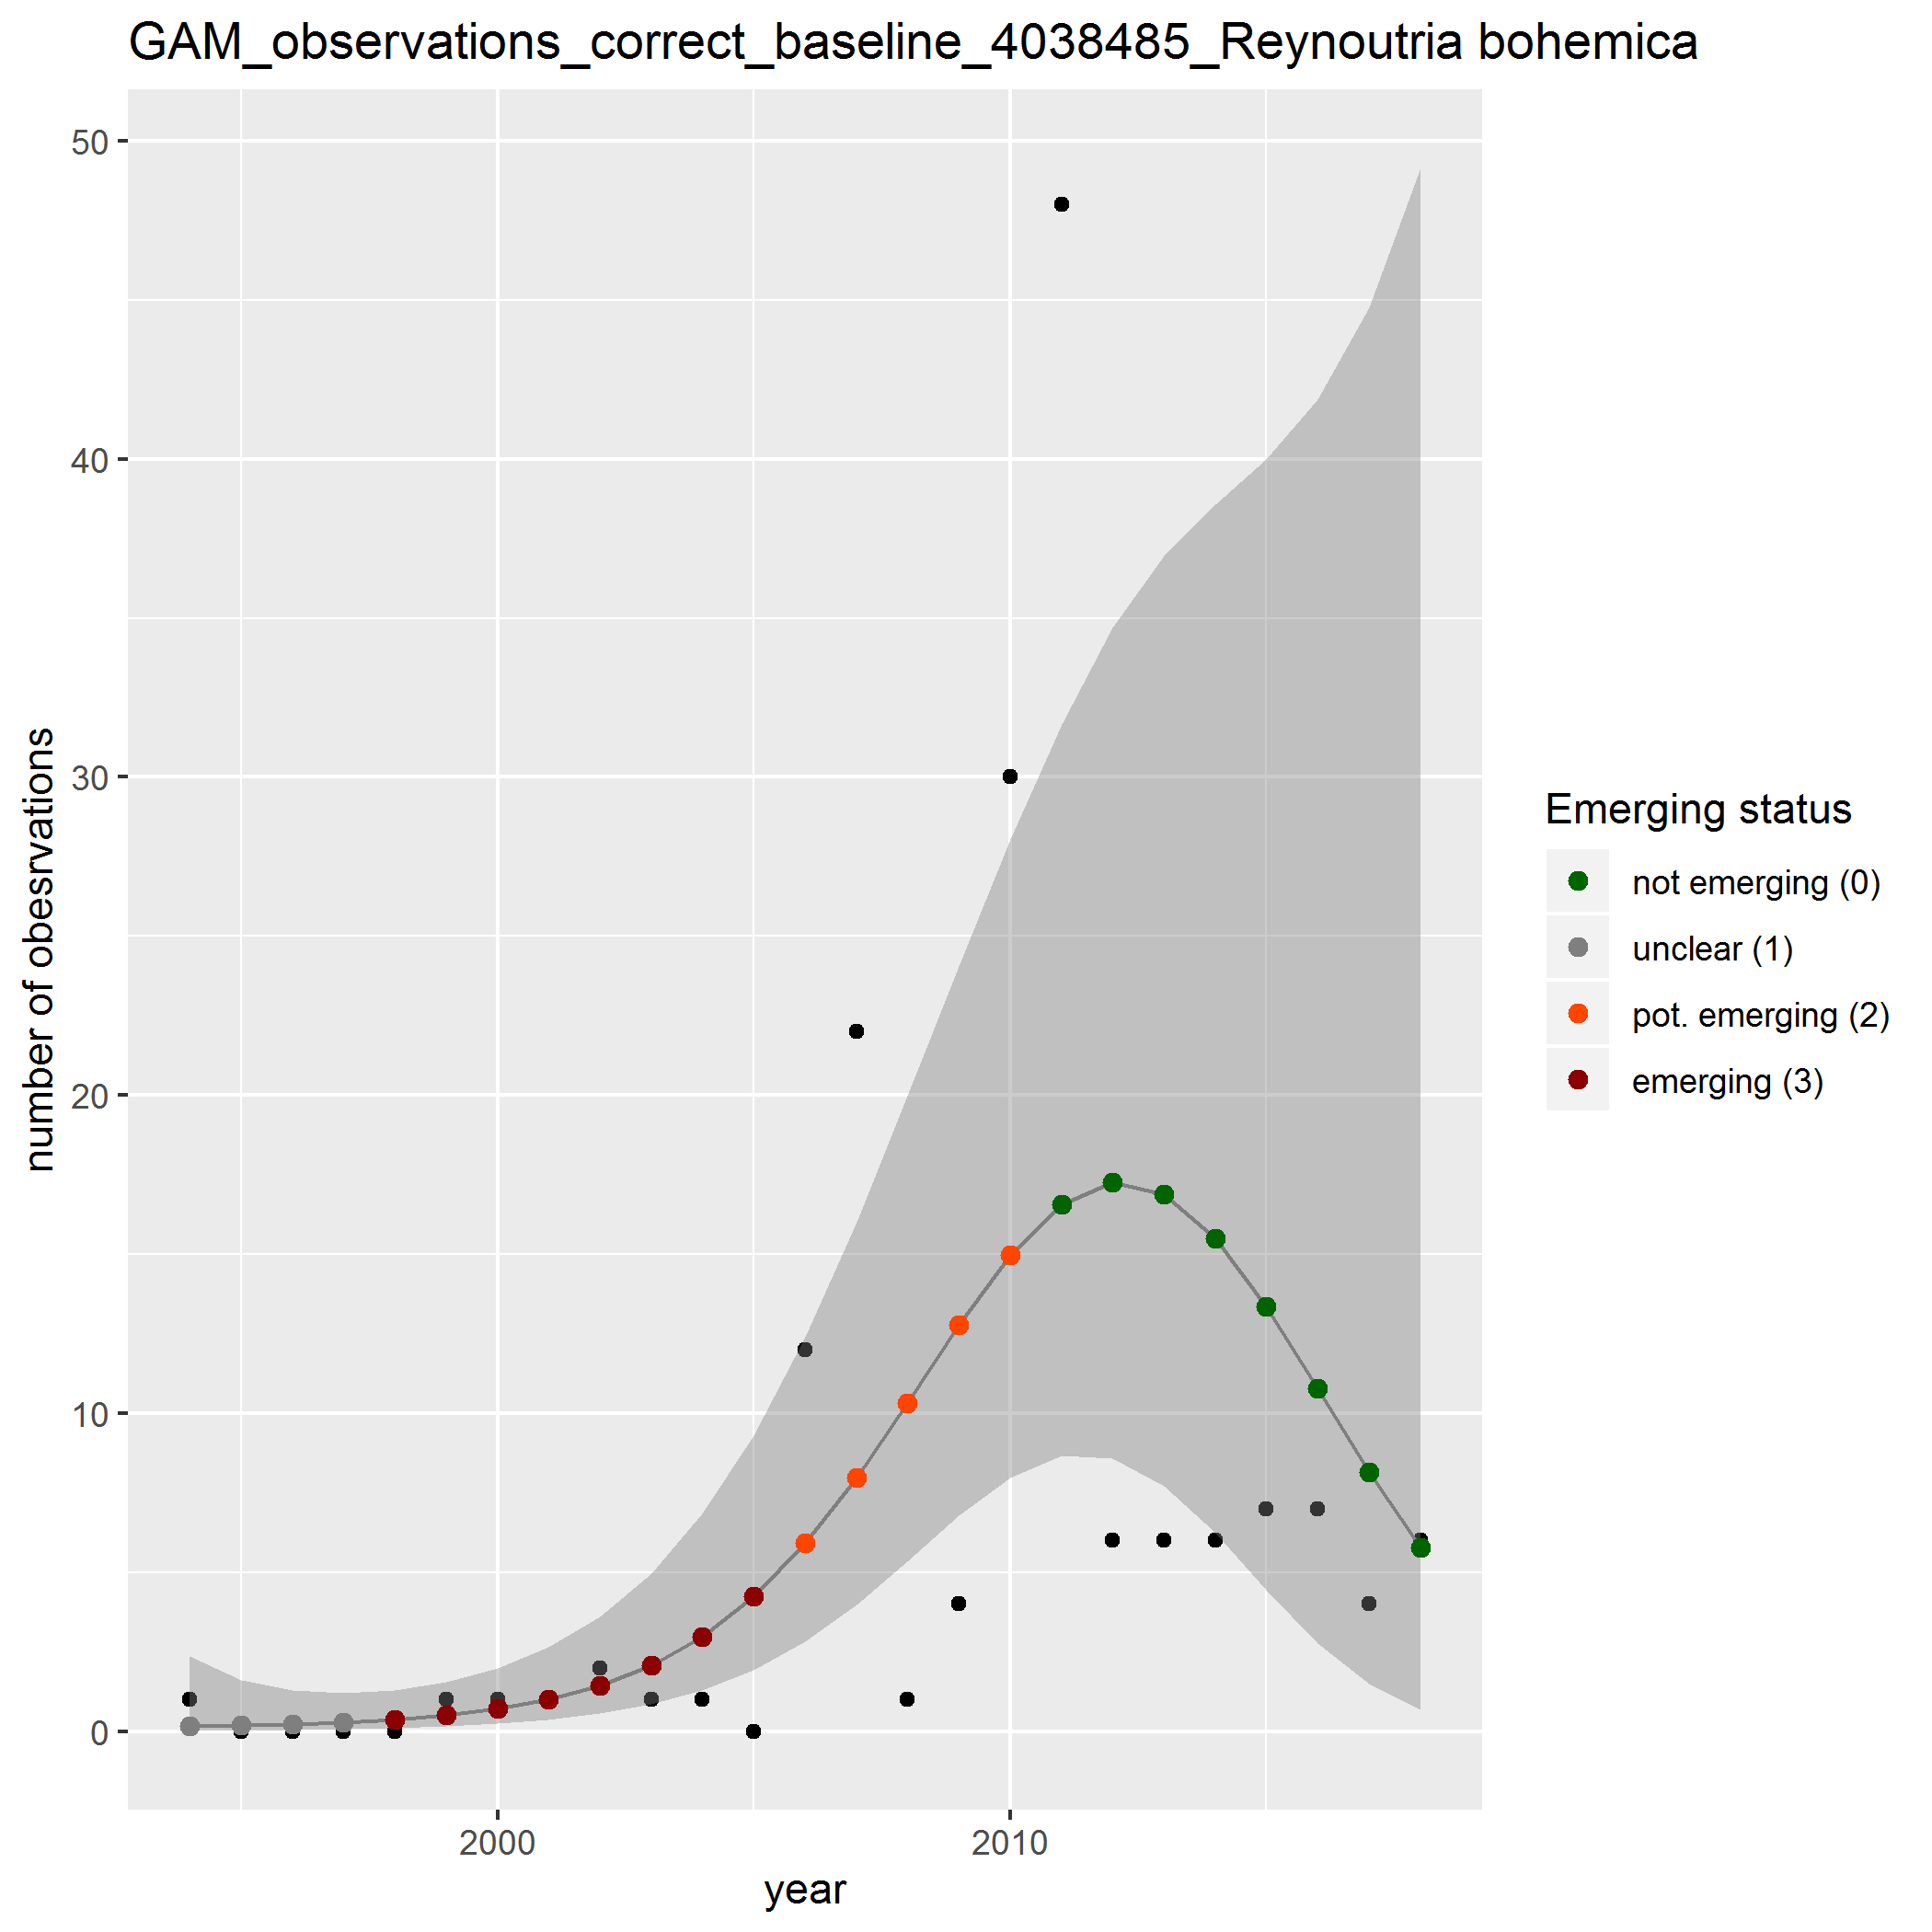 GAM_observations_correct_baseline_4038485_Reynoutria bohemica
50
40
30
20
10
0
number of obesrvations
2000
2010
year
Emerging status
not emerging (0)
unclear (1)
pot. emerging (2)
emerging (3)